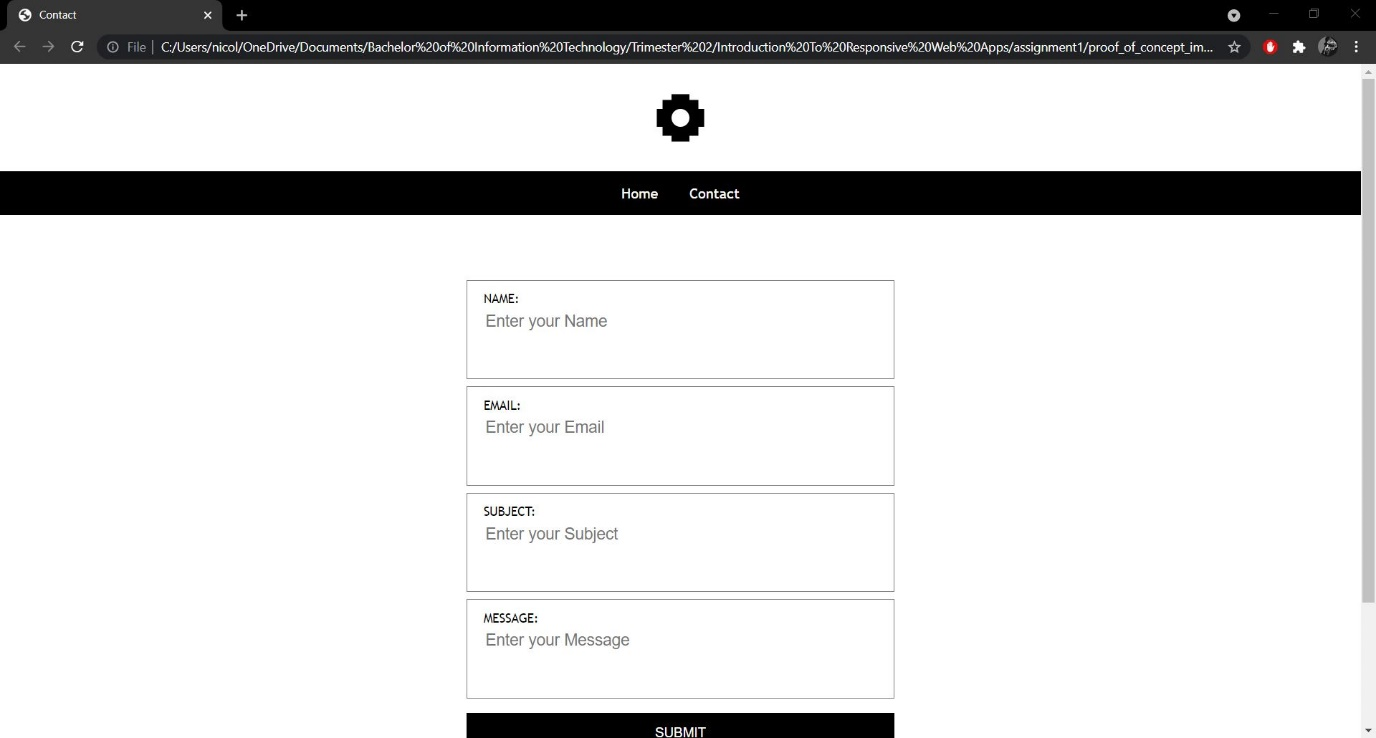 Contact
File | C:/Users/nicol/OneDrive/Documents/Bachelor%20of%20Information%20Technology/Trimester%202/Introduction%20To%20Responsive%20Web%20Apps/assignment1/proof_of_concept_im...
Home Contact
NAME:
Enter your Name
EMAIL:
Enter your Email
SUBJECT:
Enter your Subject
MESSAGE:
Enter your Message
SUBMIT